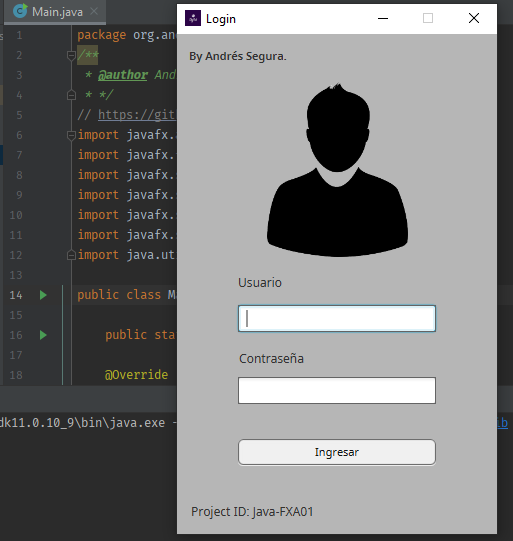 Main.java
Login
1 package org.an
By Andrés Segura.
2 /**
3 * @author And
4 * */
5 // https://git
6 import javafx.
7 import javafx.
8 import javafx.
9 import javafx.
10 import javafx.
11 import javafx.
12 import java.ut
13
Usuario
14 public class M
15
16 public sta
17
Contraseña
18 @Override
dk11.0.10_9\bin\java.exe -
Ingresar
Project ID: Java-FXA01